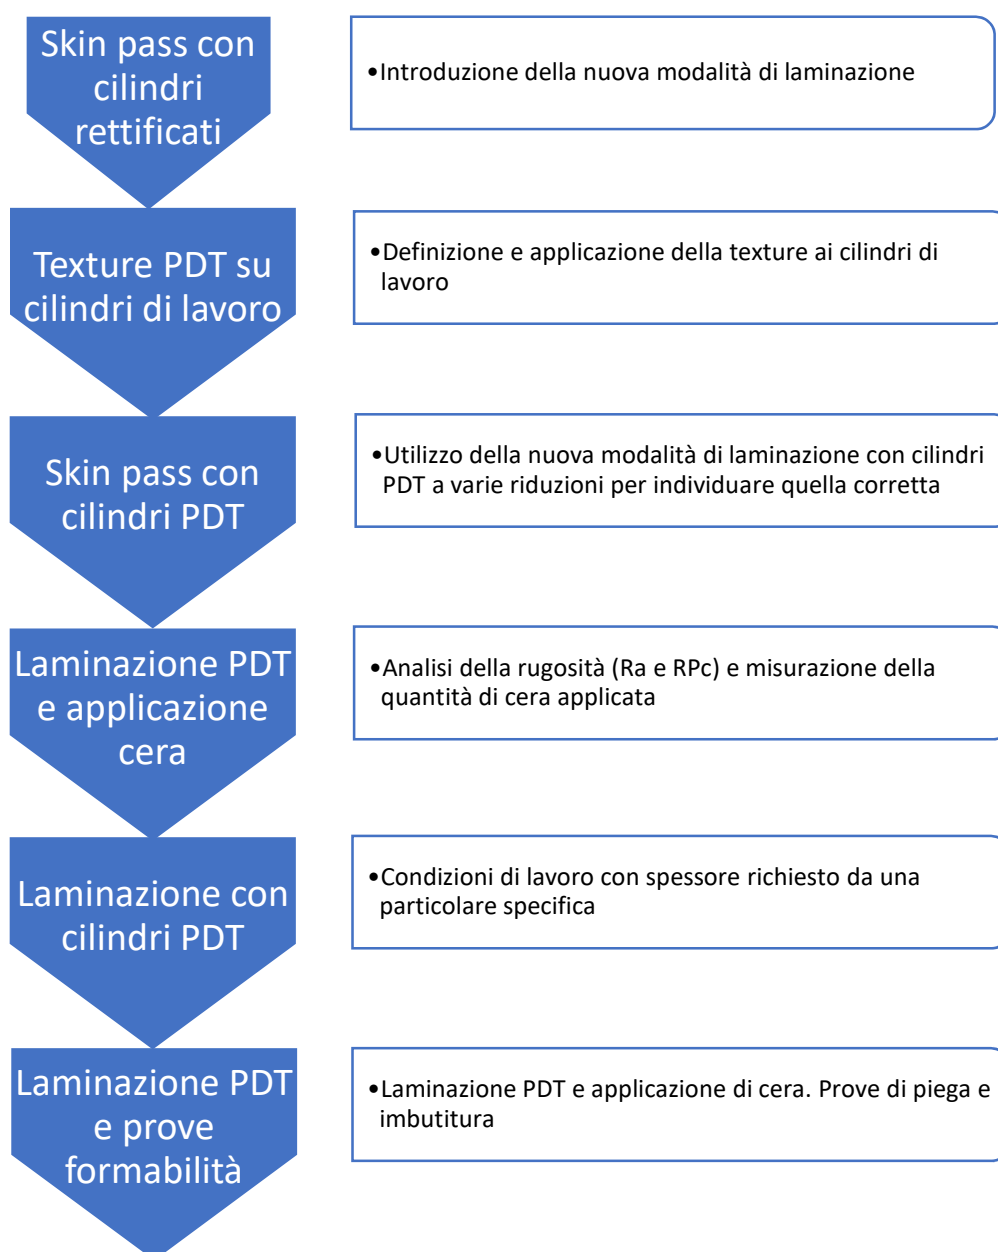 Skin pass con
cilindri
rettificati
•Introduzione della nuova modalità di laminazione
Texture PDT su
cilindri di lavoro
•Definizione e applicazione della texture ai cilindri di
lavoro
Skin pass con
cilindri PDT
•Utilizzo della nuova modalità di laminazione con cilindri
PDT a varie riduzioni per individuare quella corretta
Laminazione PDT
e applicazione
cera
•Analisi della rugosità (Ra e RPc) e misurazione della
quantità di cera applicata
Laminazione con
cilindri PDT
•Condizioni di lavoro con spessore richiesto da una
particolare specifica
Laminazione PDT
e prove
formabilità
•Laminazione PDT e applicazione di cera. Prove di piega e
imbutitura